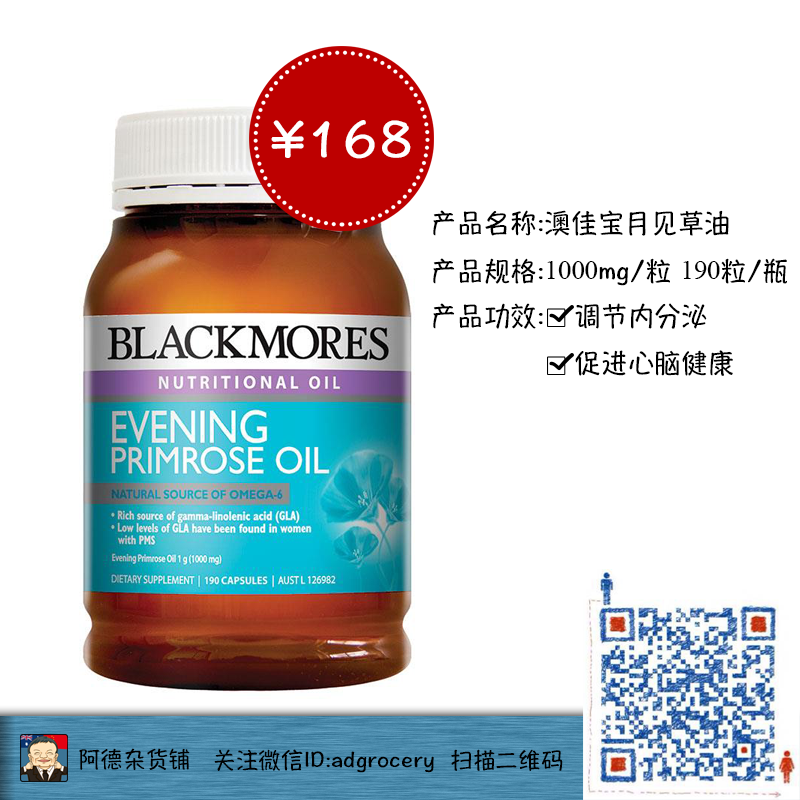 ¥168
产品名称:澳佳宝月见草油
产品规格:1000mg/粒 190粒/瓶
产品功效:☑调节内分泌
☑促进心脑健康
BLACKMORES
NUTRITIONAL OIL
EVENING
PRIMROSE OIL
NATURAL SOURCE OF OMEGA-6
• Rich source of gamma-linolenic acid (GLA)
• Low levels of GLA have been found in women
with PMS
Evening Primrose Oil 1 g (1000 mg)
DIETARY SUPPLEMENT | 190 CAPSULES | AUST L 126982
阿德杂货铺 关注微信ID:adgrocery 扫描二维码